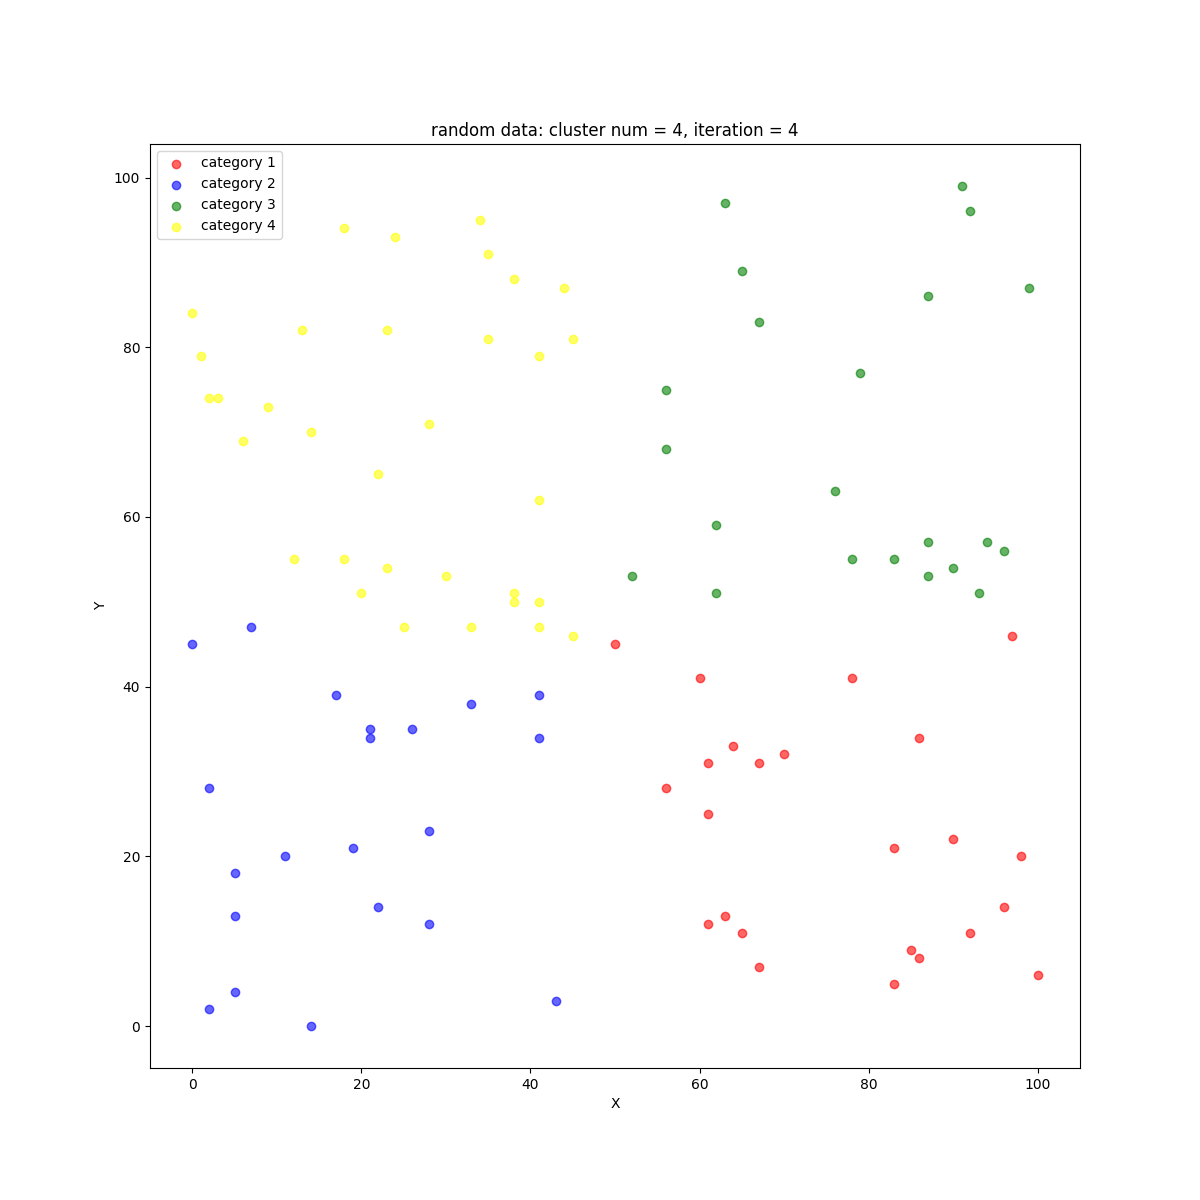 random data: cluster num = 4, iteration = 4
category 1
category 2
category 3
category 4
100
80
60
40
20
0
Y
0 20 40 60 80 100
X